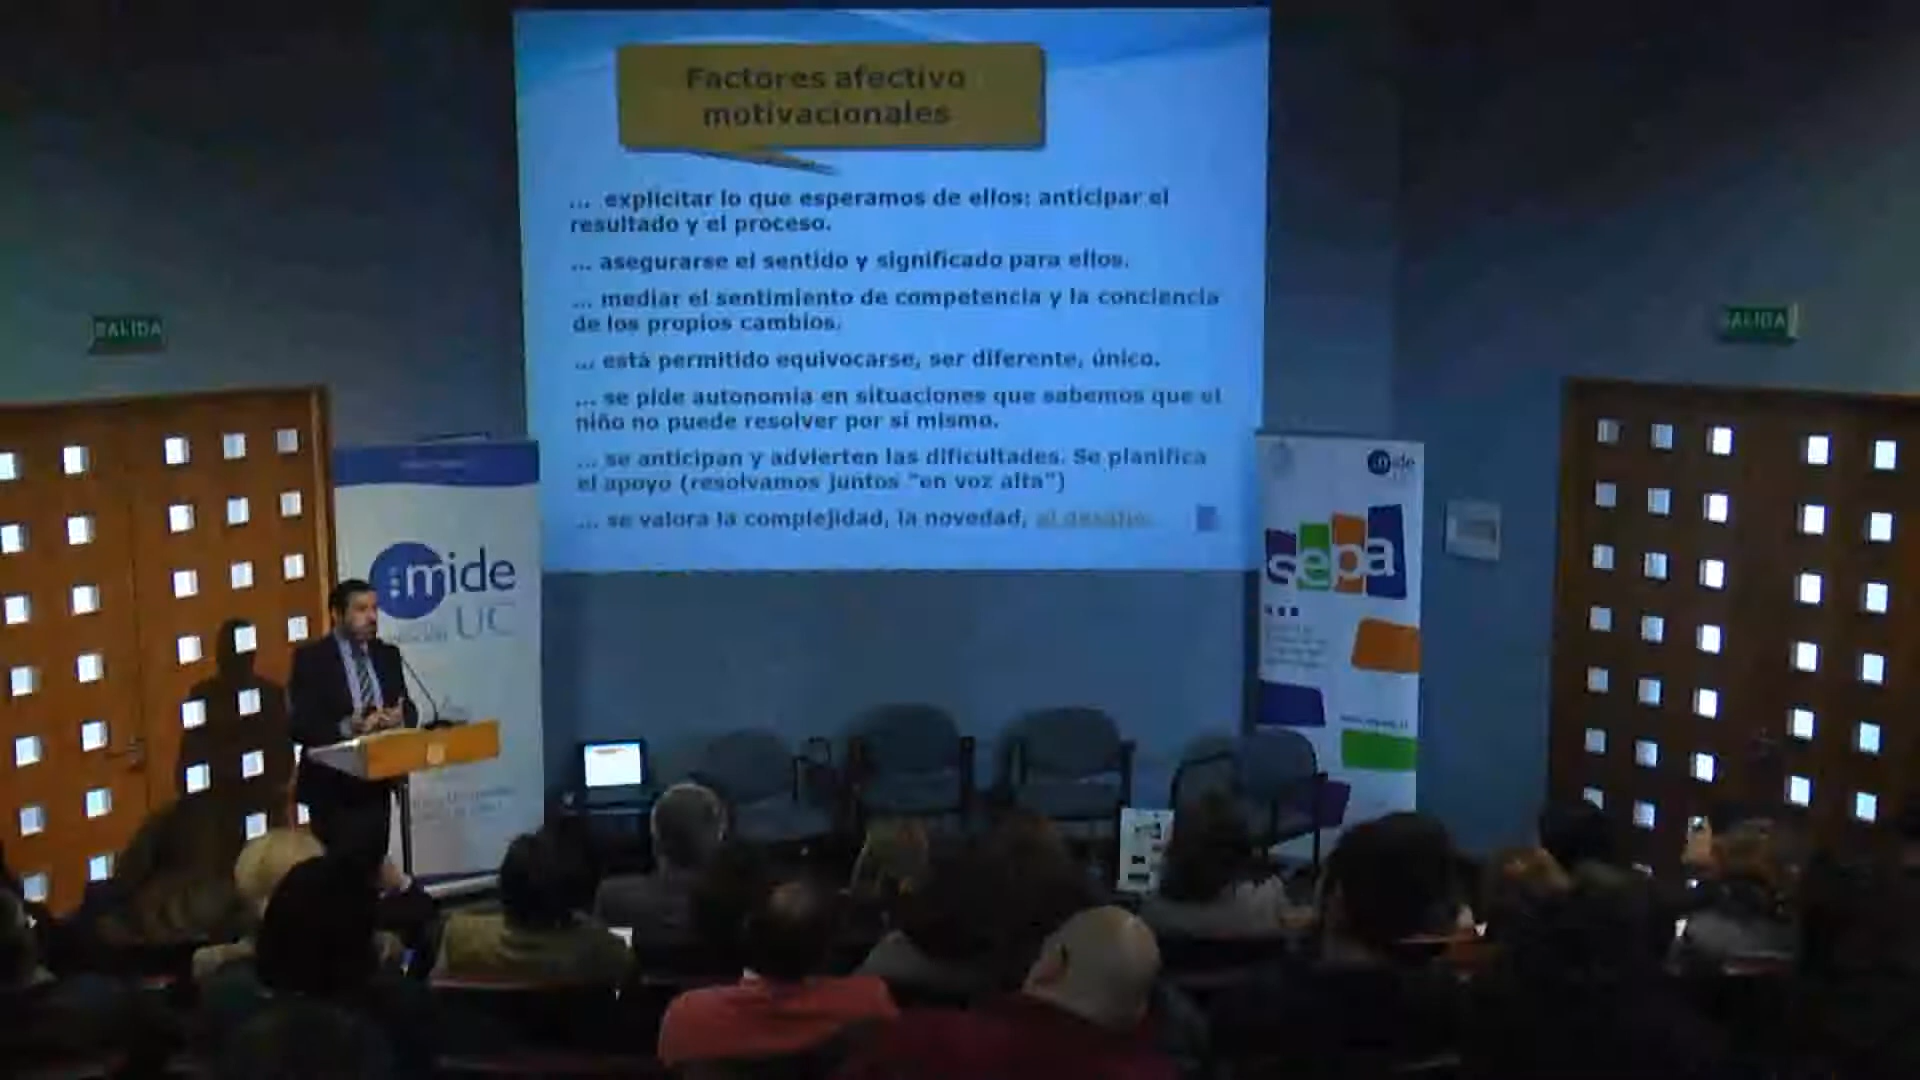 Factores afectivo
motivacionales
... explicitar lo que esperamos de ellos: anticipar el
resultado y el proceso.
... asegurarse el sentido y significado para ellos.
... mediar el sentimiento de competencia y la conciencia
de los propios cambios.
... está permitido equivocarse, ser diferente, único.
... se pide autonomía en situaciones que sabemos que el
niño no puede resolver por sí mismo.
... se anticipan y advierten las dificultades. Se planifica
el apoyo (resolvamos juntos "en voz alta")
... se valora la complejidad, la novedad, el desafío.
SALIDA
SALIDA
:mide
UC
:mide
sepa